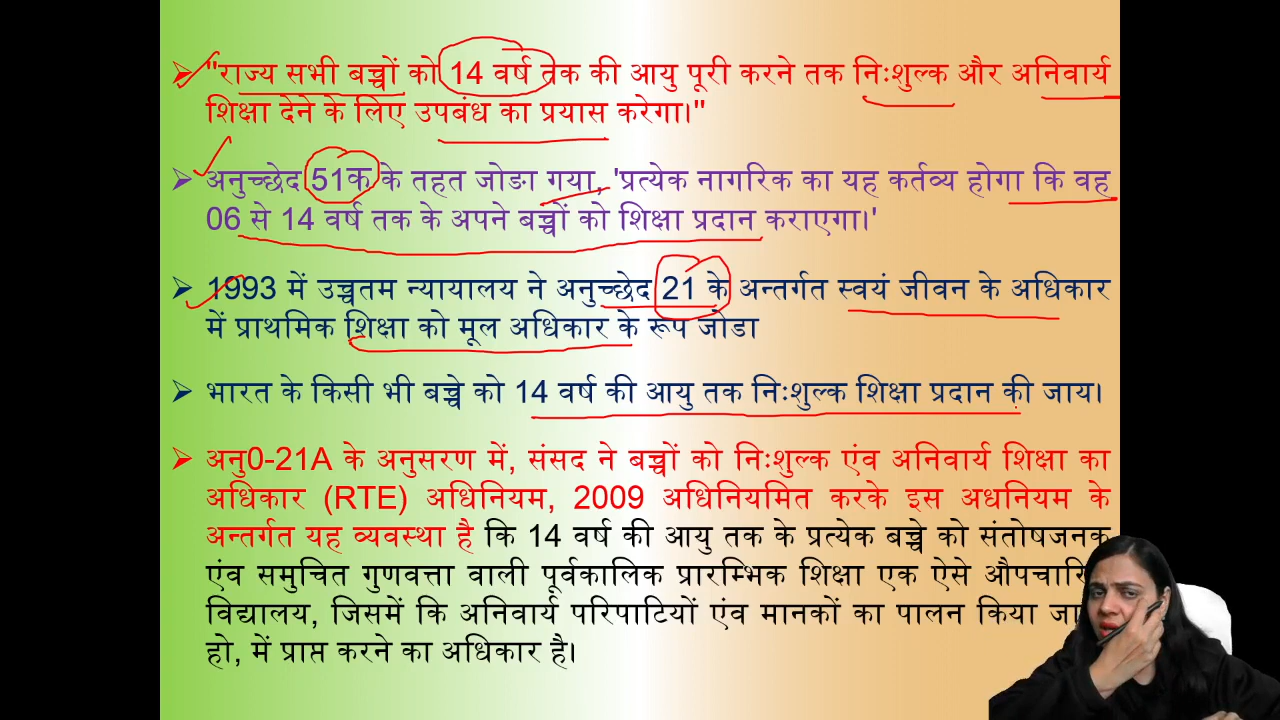 "राज्य सभी बच्चों को 14 वर्ष तक की आयु पूरी करने तक निःशुल्क और अनिवार्य
शिक्षा देने के लिए उपबंध का प्रयास करेगा।"
अनुच्छेद 51क के तहत जोङा गया, 'प्रत्येक नागरिक का यह कर्तव्य होगा कि वह
06 से 14 वर्ष तक के अपने बच्चों को शिक्षा प्रदान कराएगा।'
1993 में उच्चतम न्यायालय ने अनुच्छेद 21 के अन्तर्गत स्वयं जीवन के अधिकार
में प्राथमिक शिक्षा को मूल अधिकार के रूप जोडा
भारत के किसी भी बच्चे को 14 वर्ष की आयु तक निःशुल्क शिक्षा प्रदान की जाय।
अनु0-21A के अनुसरण में, संसद ने बच्चों को निःशुल्क एंव अनिवार्य शिक्षा का
अधिकार (RTE) अधिनियम, 2009 अधिनियमित करके इस अधनियम के
अन्तर्गत यह व्यवस्था है कि 14 वर्ष की आयु तक के प्रत्येक बच्चे को संतोषजनक
एंव समुचित गुणवत्ता वाली पूर्वकालिक प्रारम्भिक शिक्षा एक ऐसे
विद्यालय, जिसमें कि अनिवार्य परिपाटियों एंव मानकों का पालन किया
हो, में प्राप्त करने का अधिकार है।